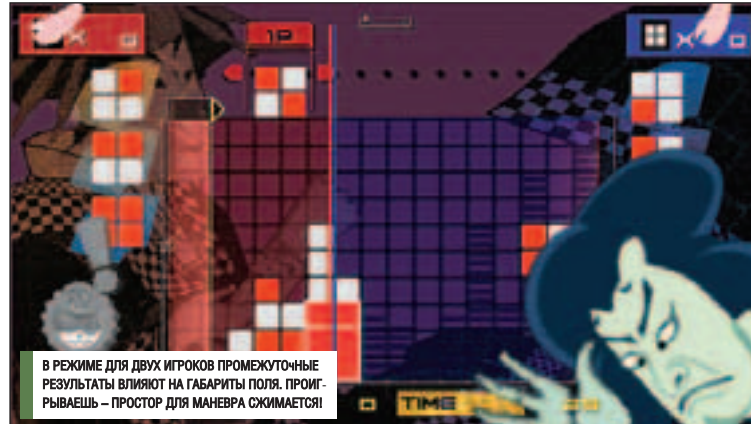 1P
В РЕЖИМЕ ДЛЯ ДВУХ ИГРОКОВ ПРОМЕЖУТОЧНЫЕ
РЕЗУЛЬТАТЫ ВЛИЯЮТ НА ГАБАРИТЫ ПОЛЯ. ПРОИГ-
РЫВАЕШЬ – ПРОСТОР ДЛЯ МАНЕВРА СЖИМАЕТСЯ!
TIME